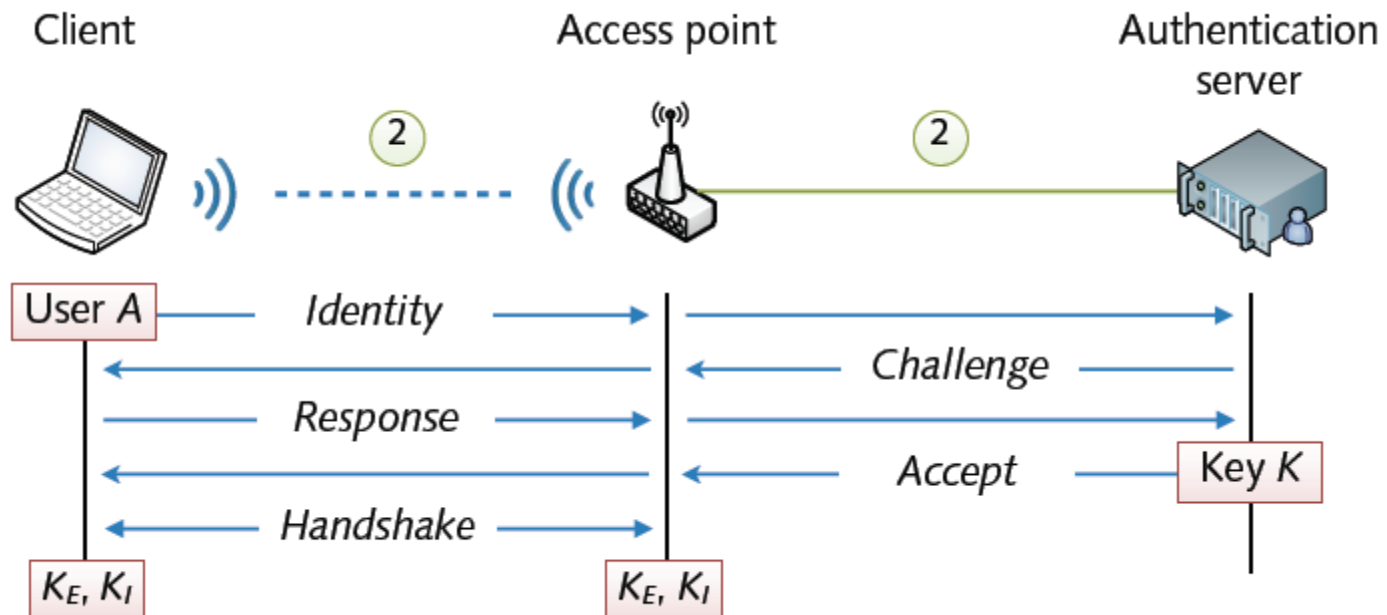 Client
Access point
Authentication
server
2
2
User A
Identity
Challenge
Response
Accept
Key K
Handshake
K_E, K_I
K_E, K_I